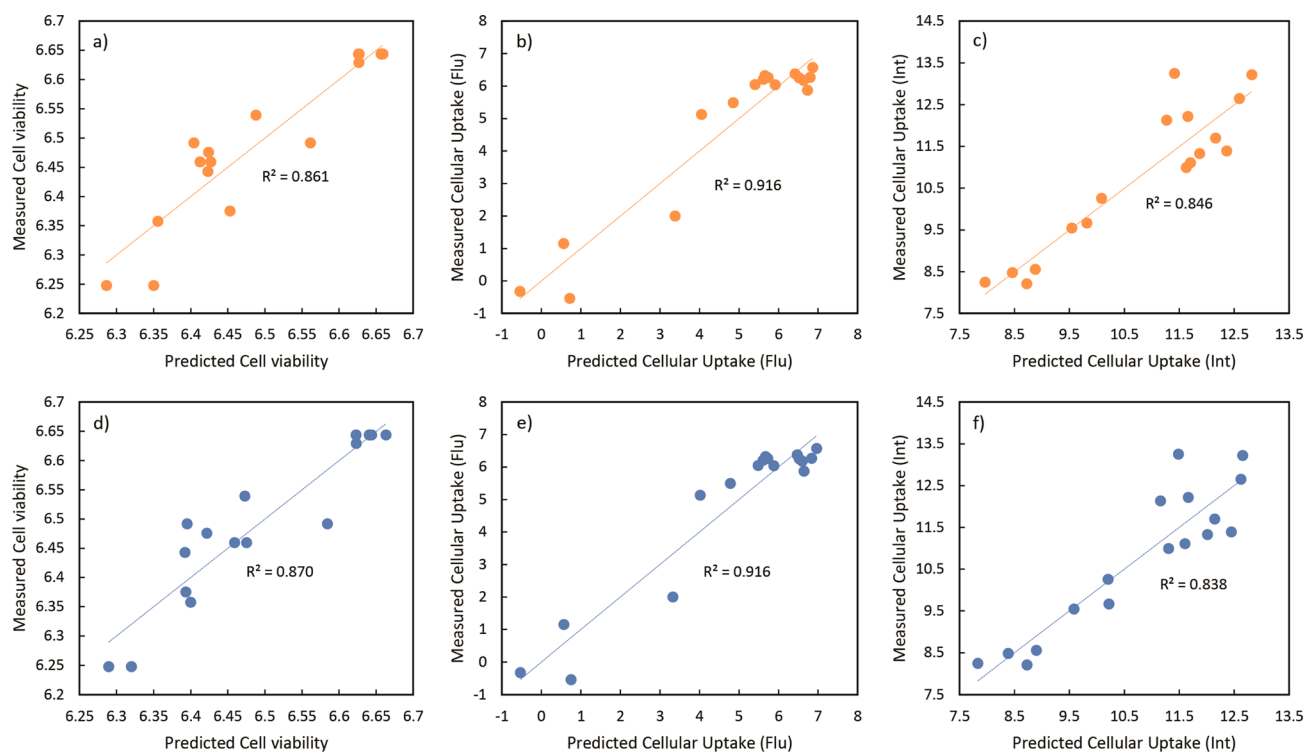 a)
6.7
6.65
6.6
6.55
6.5
6.45
6.4
6.35
6.3
6.25
6.2
Measured Cell viability
R² = 0.861
6.25 6.3 6.35 6.4 6.45 6.5 6.55 6.6 6.65 6.7
Predicted Cell viability
b)
8
7
6
5
4
3
2
1
0
-1
Measured Cellular Uptake (Flu)
R² = 0.916
-1 0 1 2 3 4 5 6 7 8
Predicted Cellular Uptake (Flu)
c)
14.5
13.5
12.5
11.5
10.5
9.5
8.5
7.5
Measured Cellular Uptake (Int)
R² = 0.846
7.5 8.5 9.5 10.5 11.5 12.5 13.5
Predicted Cellular Uptake (Int)
d)
6.7
6.65
6.6
6.55
6.5
6.45
6.4
6.35
6.3
6.25
6.2
Measured Cell viability
R² = 0.870
6.25 6.3 6.35 6.4 6.45 6.5 6.55 6.6 6.65 6.7
Predicted Cell viability
e)
8
7
6
5
4
3
2
1
0
-1
Measured Cellular Uptake (Flu)
R² = 0.916
-1 0 1 2 3 4 5 6 7 8
Predicted Cellular Uptake (Flu)
f)
14.5
13.5
12.5
11.5
10.5
9.5
8.5
7.5
Measured Cellular Uptake (Int)
R² = 0.838
7.5 8.5 9.5 10.5 11.5 12.5 13.5
Predicted Cellular Uptake (Int)